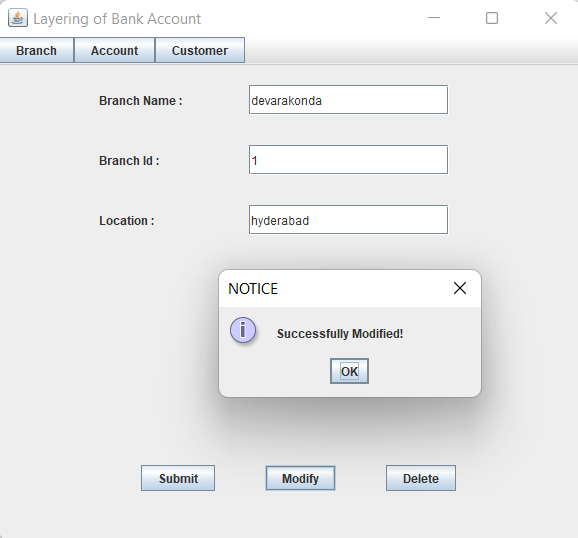 Layering of Bank Account
Branch Account Customer
Branch Name : devarakonda
Branch Id : 1
Location : hyderabad
NOTICE
i
Successfully Modified!
OK
Submit Modify Delete